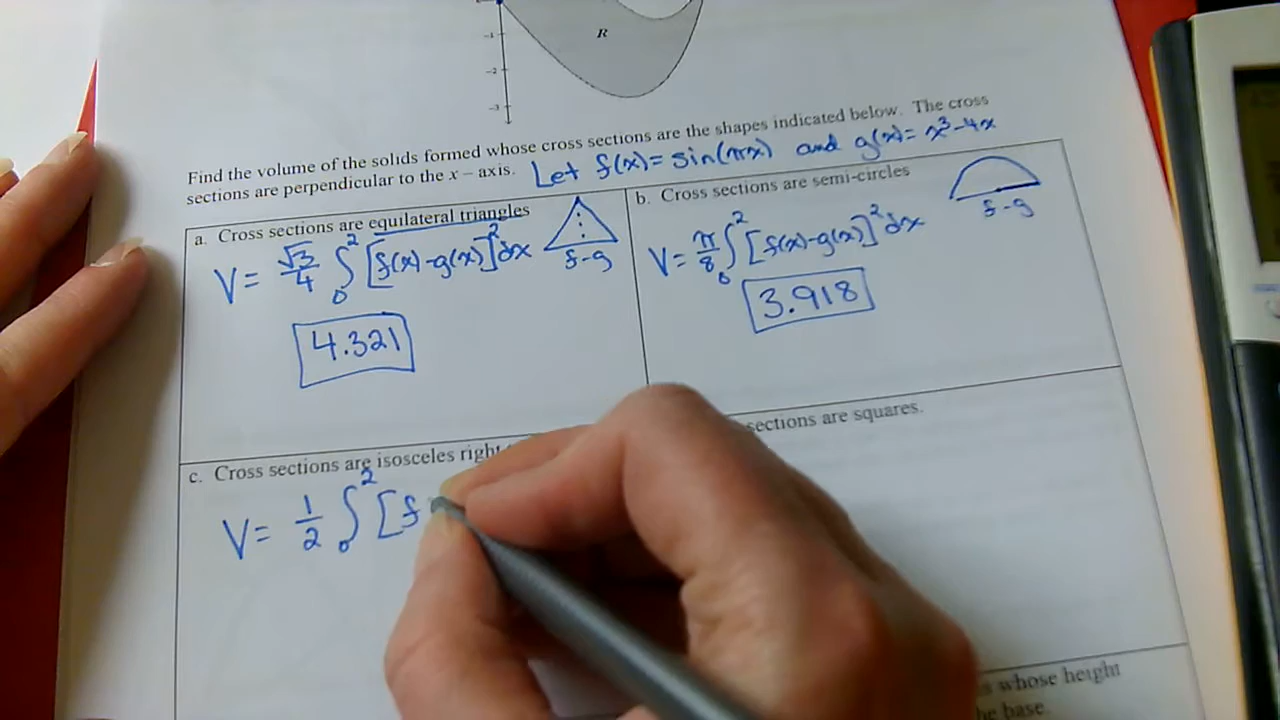 -1
R
-2
-3
Find the volume of the solids formed whose cross sections are the shapes indicated below. The cross
sections are perpendicular to the x – axis. Let f(x) = sin(πx) and g(x) = x³-4x
a. Cross sections are equilateral triangles
V = √3/4 ∫₀² [f(x)-g(x)]² dx
f-g
4.321
b. Cross sections are semi-circles
V = π/8 ∫₀² [f(x)-g(x)]² dx
f-g
3.918
c. Cross sections are isosceles right
V = 1/2 ∫₀² [f
sections are squares.
whose height
base